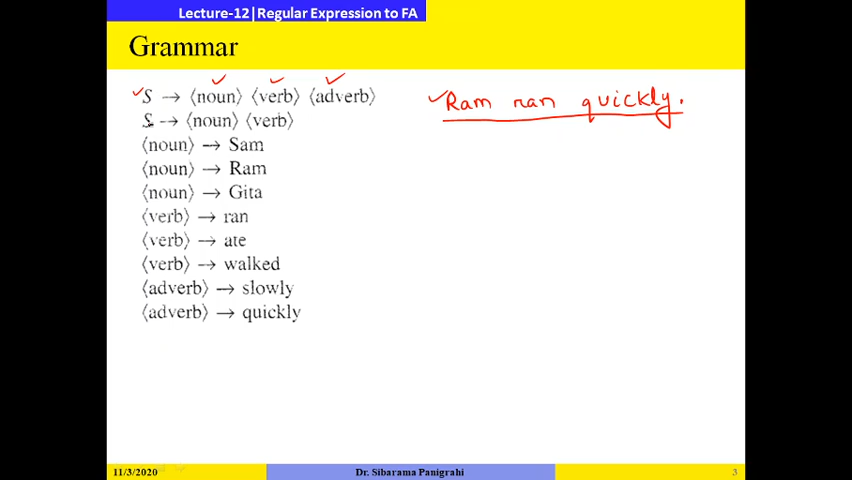 Lecture-12|Regular Expression to FA
Grammar
S → ⟨noun⟩ ⟨verb⟩ ⟨adverb⟩
Ram ran quickly.
S → ⟨noun⟩ ⟨verb⟩
⟨noun⟩ → Sam
⟨noun⟩ → Ram
⟨noun⟩ → Gita
⟨verb⟩ → ran
⟨verb⟩ → ate
⟨verb⟩ → walked
⟨adverb⟩ → slowly
⟨adverb⟩ → quickly
11/3/2020 Dr. Sibarama Panigrahi 3